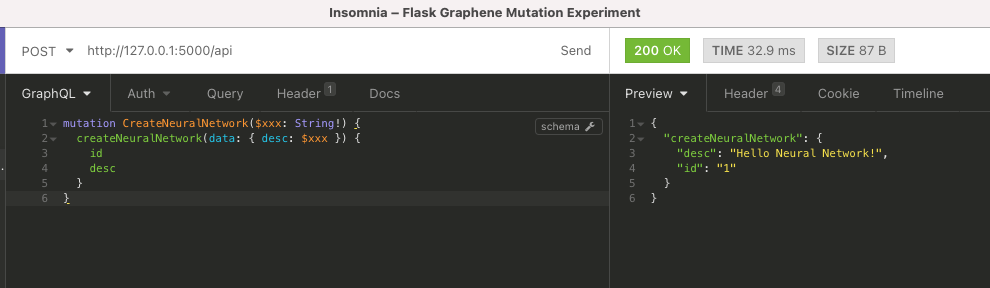 Insomnia – Flask Graphene Mutation Experiment
POST http://127.0.0.1:5000/api Send 200 OK TIME 32.9 ms SIZE 87 B
GraphQL Auth Query Header 1 Docs Preview Header 4 Cookie Timeline
schema
1 mutation CreateNeuralNetwork($xxx: String!) {
2 createNeuralNetwork(data: { desc: $xxx }) {
3 id
4 desc
5 }
6 }
1 {
2 "createNeuralNetwork": {
3 "desc": "Hello Neural Network!",
4 "id": "1"
5 }
6 }